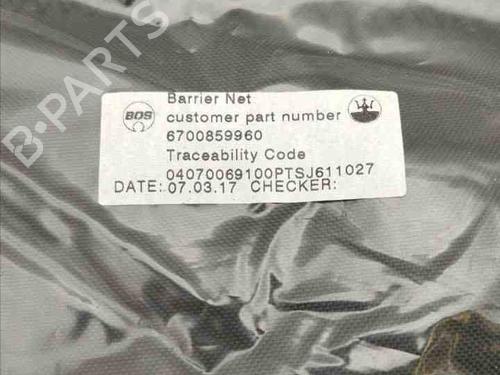 B-PARTS
Barrier Net
BOS
customer part number
6700859960
Traceability Code
04070069100PTSJ611027
DATE: 07.03.17 CHECKER: